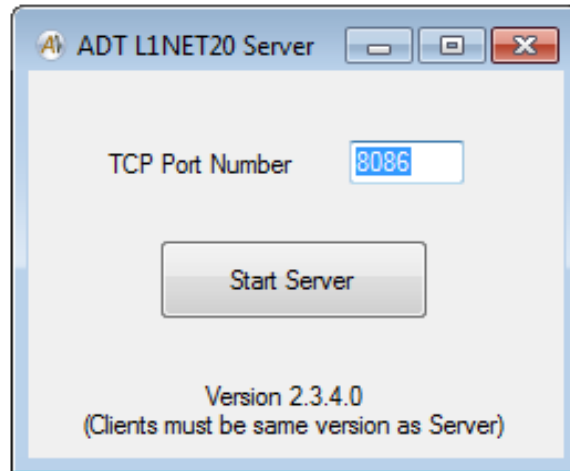 ADT L1NET20 Server
TCP Port Number 8086
Start Server
Version 2.3.4.0
(Clients must be same version as Server)